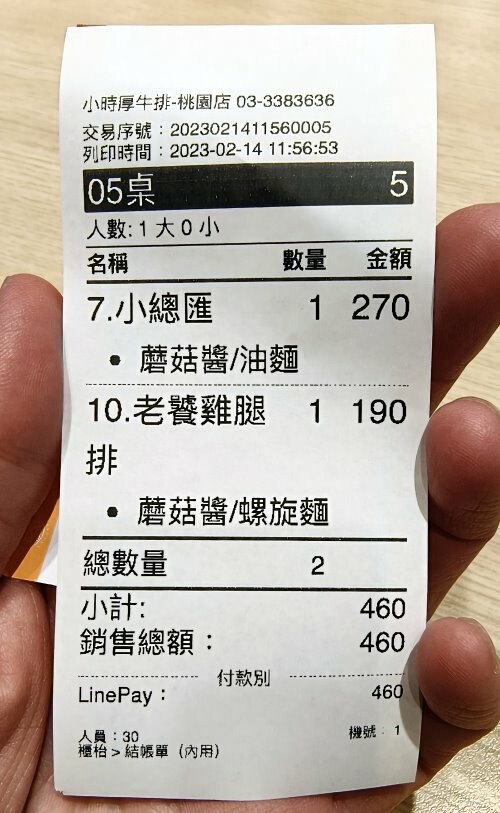 小時厚牛排-桃園店 03-3383636
交易序號：2023021411560005
列印時間：2023-02-14 11:56:53
05桌 5
人數: 1 大 0 小
名稱 數量 金額
7.小總匯 1 270
• 蘑菇醬/油麵
10.老饕雞腿 1 190
排
• 蘑菇醬/螺旋麵
總數量 2
小計: 460
銷售總額： 460
付款別
LinePay： 460
人員：30 機號：1
櫃枱 > 結帳單（內用）